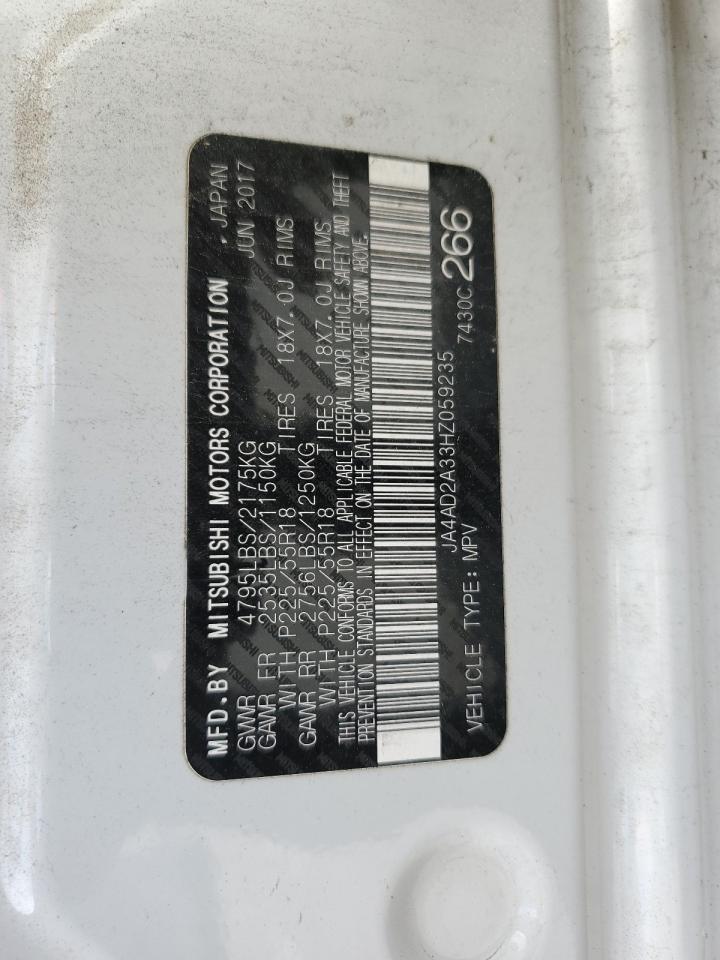 MFD.BY MITSUBISHI MOTORS CORPORATION . JAPAN
GVWR 4795LBS/2175KG JUN 2017
GAWR FR 2535LBS/1150KG
WITH P225/55R18 TIRES 18X7.0J RIMS
GAWR RR 2756LBS/1250KG
WITH P225/55R18 TIRES 18X7.0J RIMS
THIS VEHICLE CONFORMS TO ALL APPLICABLE FEDERAL MOTOR VEHICLE SAFETY AND THEFT
PREVENTION STANDARDS IN EFFECT ON THE DATE OF MANUFACTURE SHOWN ABOVE.
JA4AD2A33HZ059235
VEHICLE TYPE: MPV 7430C266